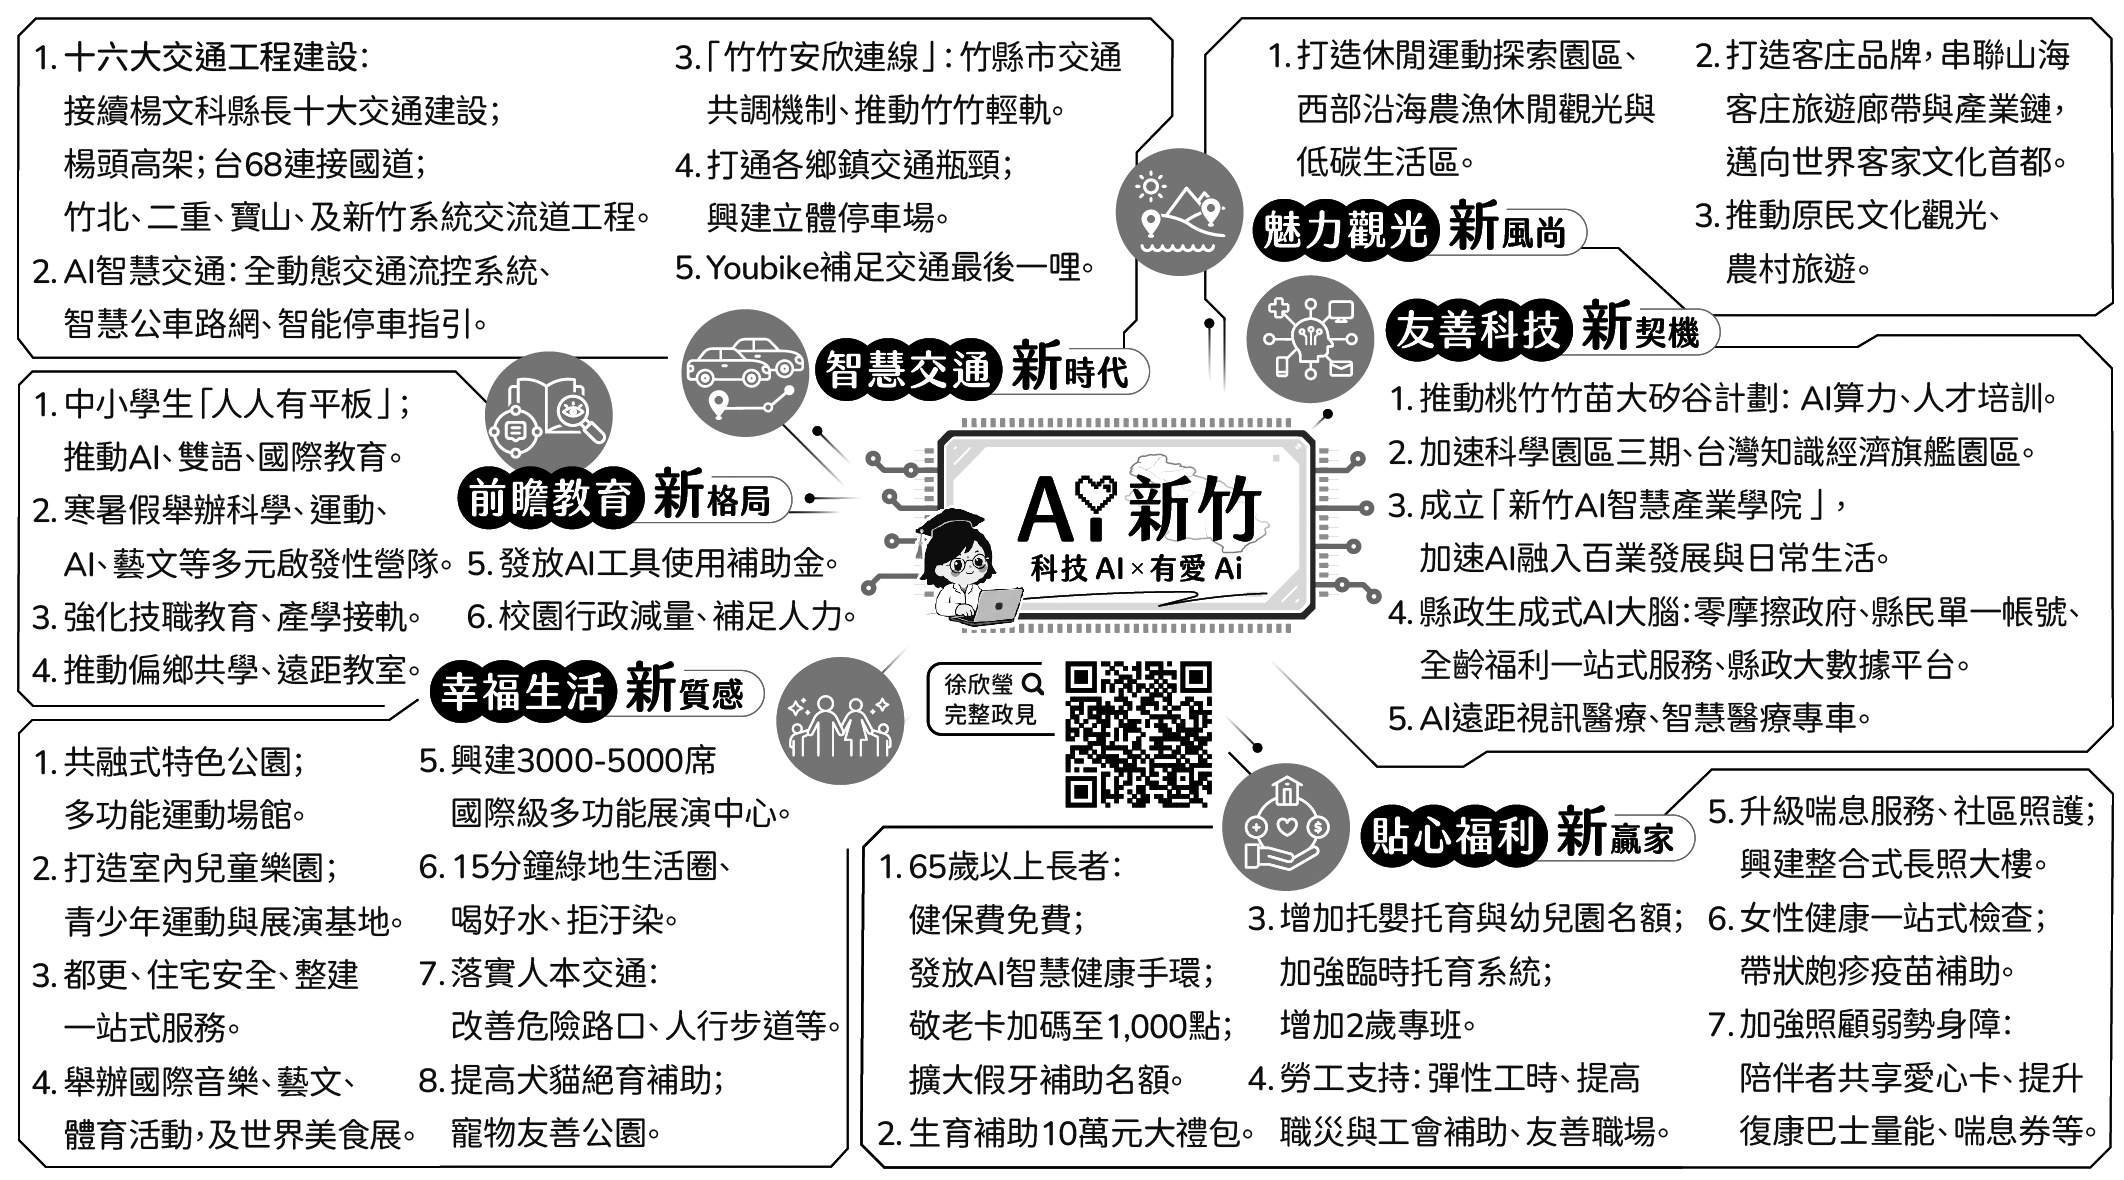 智慧交通 新時代
1. 十六大交通工程建設：
接續楊文科縣長十大交通建設；
楊頭高架；台68連接國道；
竹北、二重、寶山、及新竹系統交流道工程。
2. AI智慧交通：全動態交通流控系統、
智慧公車路網、智能停車指引。
3.「竹竹安欣連線」：竹縣市交通
共調機制、推動竹竹輕軌。
4. 打通各鄉鎮交通瓶頸；
興建立體停車場。
5. Youbike補足交通最後一哩。
魅力觀光 新風尚
1. 打造休閒運動探索園區、
西部沿海農漁休閒觀光與
低碳生活區。
2. 打造客庄品牌，串聯山海
客庄旅遊廊帶與產業鏈，
邁向世界客家文化首都。
3. 推動原民文化觀光、
農村旅遊。
前瞻教育 新格局
1. 中小學生「人人有平板」；
推動AI、雙語、國際教育。
2. 寒暑假舉辦科學、運動、
AI、藝文等多元啟發性營隊。
3. 強化技職教育、產學接軌。
4. 推動偏鄉共學、遠距教室。
5. 發放AI工具使用補助金。
6. 校園行政減量、補足人力。
Ai新竹
科技 AI × 有愛 Ai
徐欣瑩
完整政見
友善科技 新契機
1. 推動桃竹竹苗大矽谷計劃： AI算力、人才培訓。
2. 加速科學園區三期、台灣知識經濟旗艦園區。
3. 成立「新竹AI智慧產業學院」，
加速AI融入百業發展與日常生活。
4. 縣政生成式AI大腦：零摩擦政府、縣民單一帳號、
全齡福利一站式服務、縣政大數據平台。
5. AI遠距視訊醫療、智慧醫療專車。
幸福生活 新質感
1. 共融式特色公園；
多功能運動場館。
2. 打造室內兒童樂園；
青少年運動與展演基地。
3. 都更、住宅安全、整建
一站式服務。
4. 舉辦國際音樂、藝文、
體育活動，及世界美食展。
5. 興建3000-5000席
國際級多功能展演中心。
6. 15分鐘綠地生活圈、
喝好水、拒汙染。
7. 落實人本交通：
改善危險路口、人行步道等。
8. 提高犬貓絕育補助；
寵物友善公園。
貼心福利 新贏家
1. 65歲以上長者：
健保費免費；
發放AI智慧健康手環；
敬老卡加碼至1,000點；
擴大假牙補助名額。
2. 生育補助10萬元大禮包。
3. 增加托嬰托育與幼兒園名額；
加強臨時托育系統；
增加2歲專班。
4. 勞工支持：彈性工時、提高
職災與工會補助、友善職場。
5. 升級喘息服務、社區照護；
興建整合式長照大樓。
6. 女性健康一站式檢查；
帶狀皰疹疫苗補助。
7. 加強照顧弱勢身障：
陪伴者共享愛心卡、提升
復康巴士量能、喘息券等。